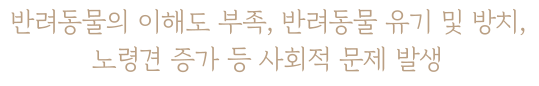 반려동물의 이해도 부족, 반려동물 유기 및 방치,
노령견 증가 등 사회적 문제 발생